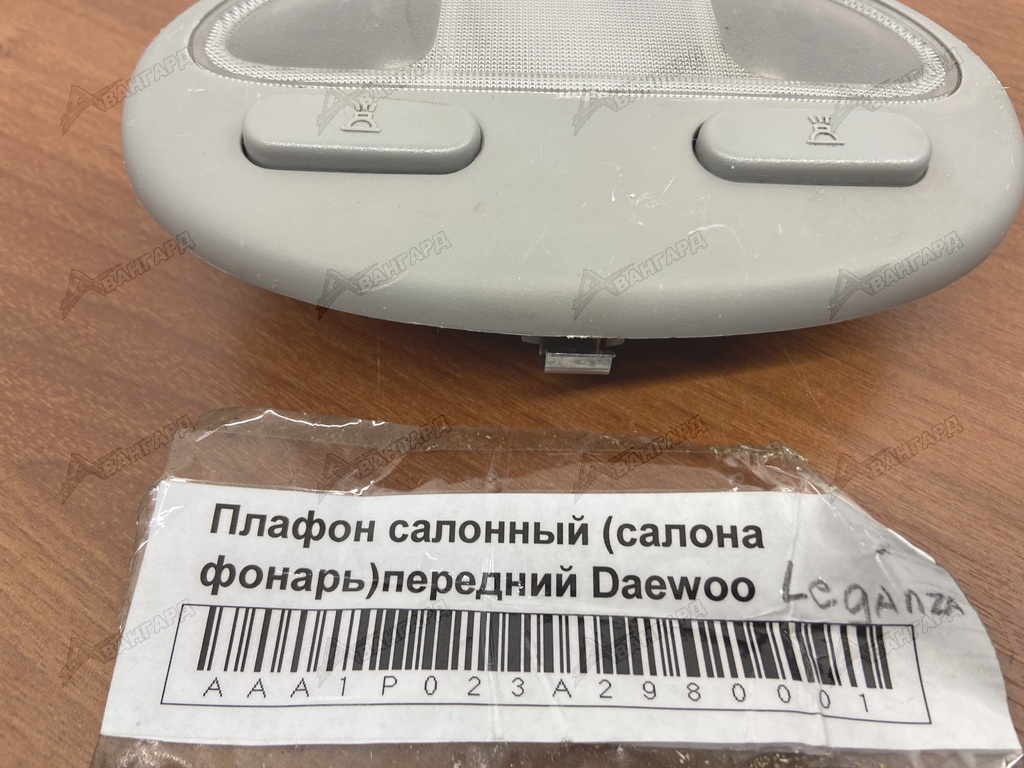 Плафон салонный (салона
фонарь)передний Daewoo Leganza
AAA1P023A2980001